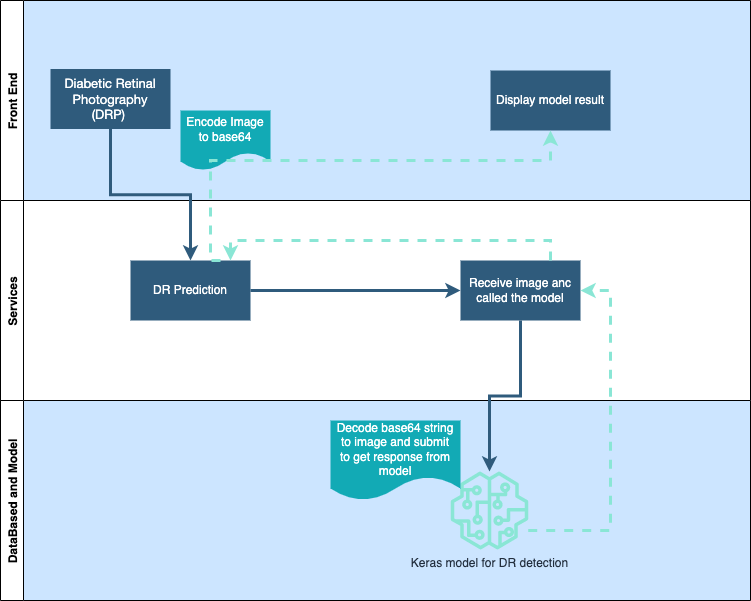 Front End
Diabetic Retinal
Photography
(DRP)
Encode Image
to base64
Display model result
Services
DR Prediction
Receive image anc
called the model
DataBased and Model
Decode base64 string
to image and submit
to get response from
model
Keras model for DR detection